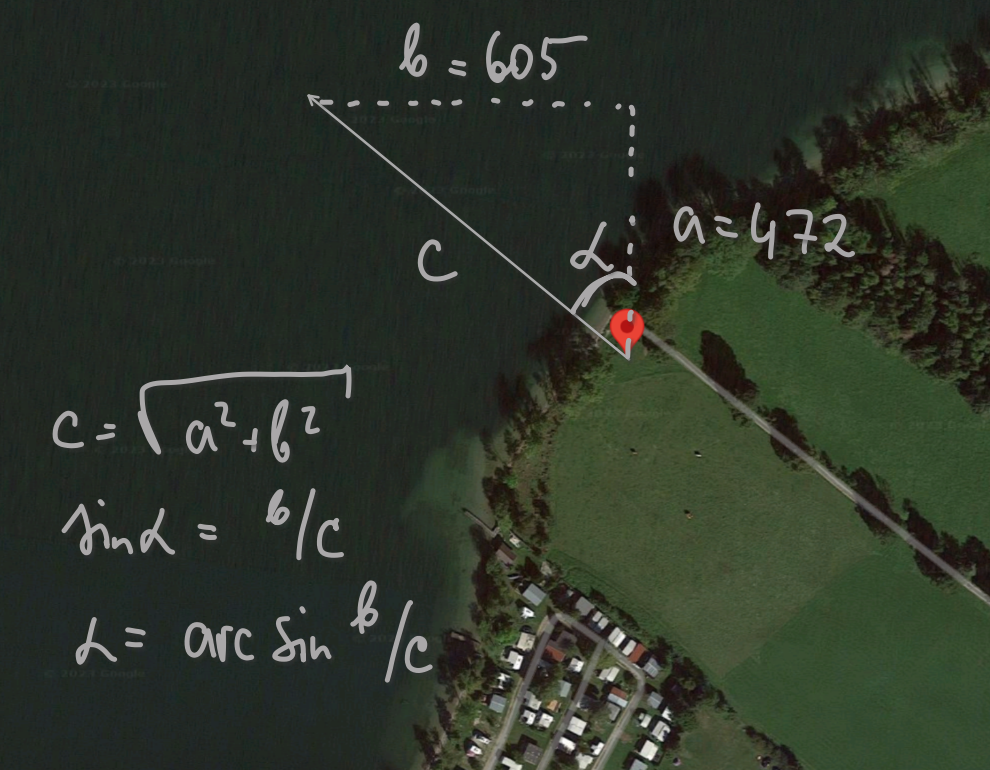 b = 605
a = 472
α
c
c = √a²+b²
sin α = b/c
α = arc sin b/c